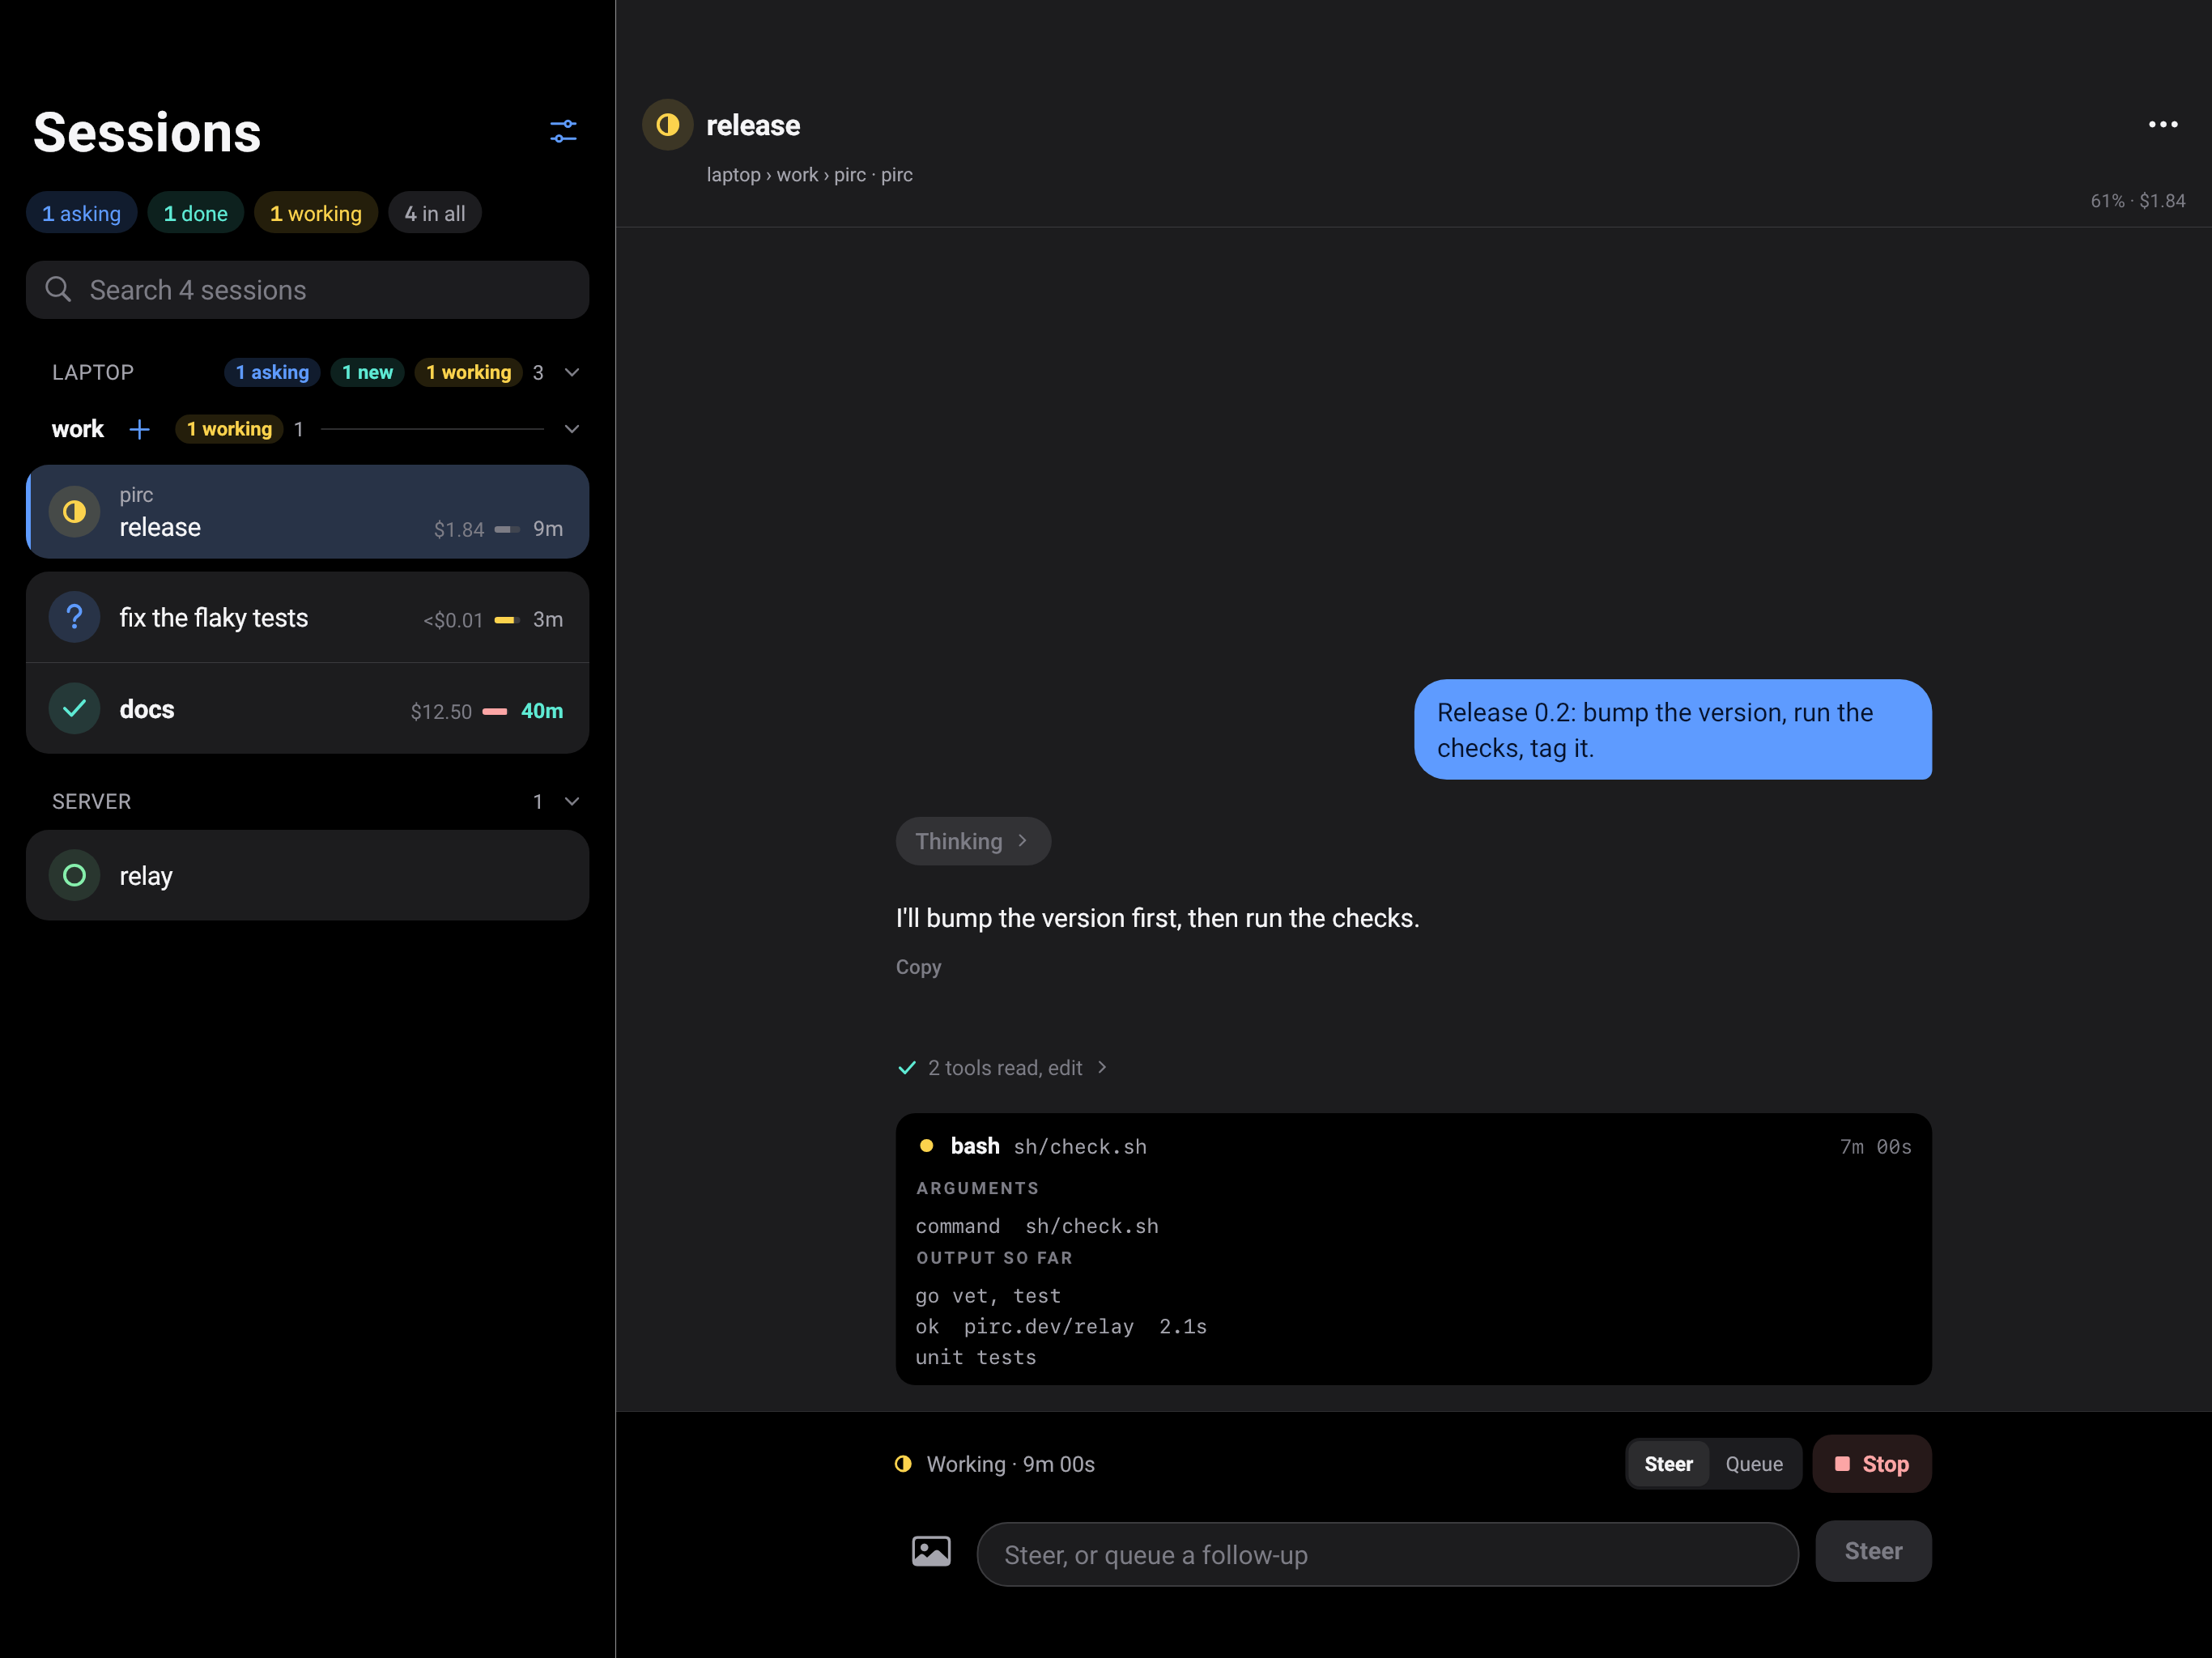 Sessions
1 asking 1 done 1 working 4 in all
Search 4 sessions
LAPTOP 1 asking 1 new 1 working 3
work 1 working 1
pirc
release $1.84 9m
? fix the flaky tests <$0.01 3m
docs $12.50 40m
SERVER 1
relay
release
laptop › work › pirc · pirc
61% · $1.84
Release 0.2: bump the version, run the
checks, tag it.
Thinking
I'll bump the version first, then run the checks.
Copy
2 tools read, edit
bash sh/check.sh 7m 00s
ARGUMENTS
command sh/check.sh
OUTPUT SO FAR
go vet, test
ok pirc.dev/relay 2.1s
unit tests
Working · 9m 00s Steer Queue Stop
Steer, or queue a follow-up Steer